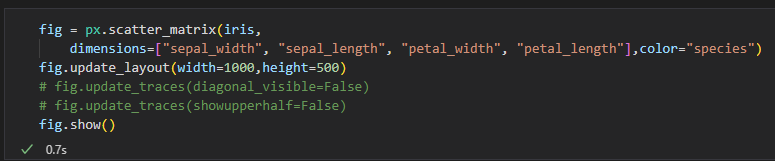 fig = px.scatter_matrix(iris,
    dimensions=["sepal_width", "sepal_length", "petal_width", "petal_length"],color="species")
fig.update_layout(width=1000,height=500)
# fig.update_traces(diagonal_visible=False)
# fig.update_traces(showupperhalf=False)
fig.show()
0.7s